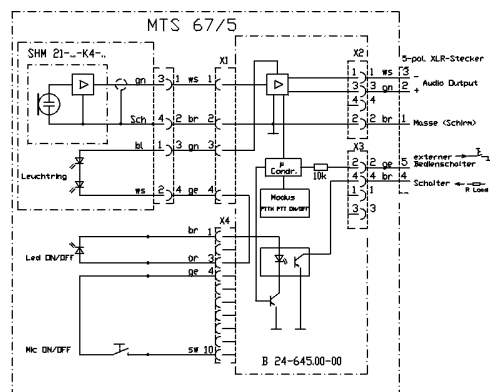 MTS 67/5
SHM 21-..-K4-..
X1
X2
5-pol. XLR-Stecker
gn 3 1 ws 1
1 1 ws 3 -
Audio Output
3 3 gn 2 +
4 4
Sch 4 2 br 2
2 2 br 1 Masse (Schirm)
bl 1 3 gn 3
X3
Leuchtring
µ
Contr.
10k
externer
Bedienschalter
2 2 ge 5
4 4 br 4
Schalter
R Load
1 1
3 3
ws 2 4 ge 4
Modus
PTTM PTT ON/OFF
X4
br 1
Led ON/OFF
or 3
ge 4
Mic ON/OFF
sw 10
B 24-645.00-00